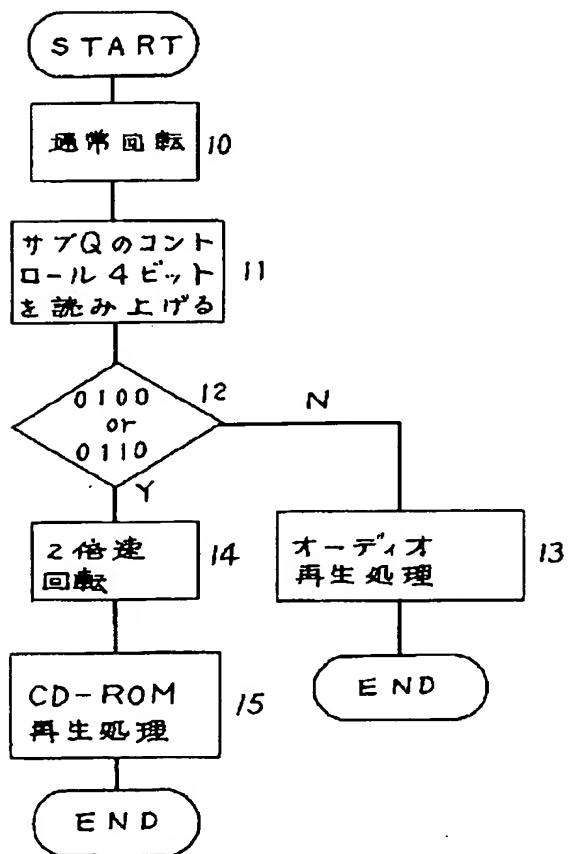 START
通常回転 10
サブQのコント
ロール4ビット 11
を読み上げる
0100 12
or
0110
N
Y
2倍速 14
回転
オーディオ 13
再生処理
CD-ROM 15
再生処理
END
END